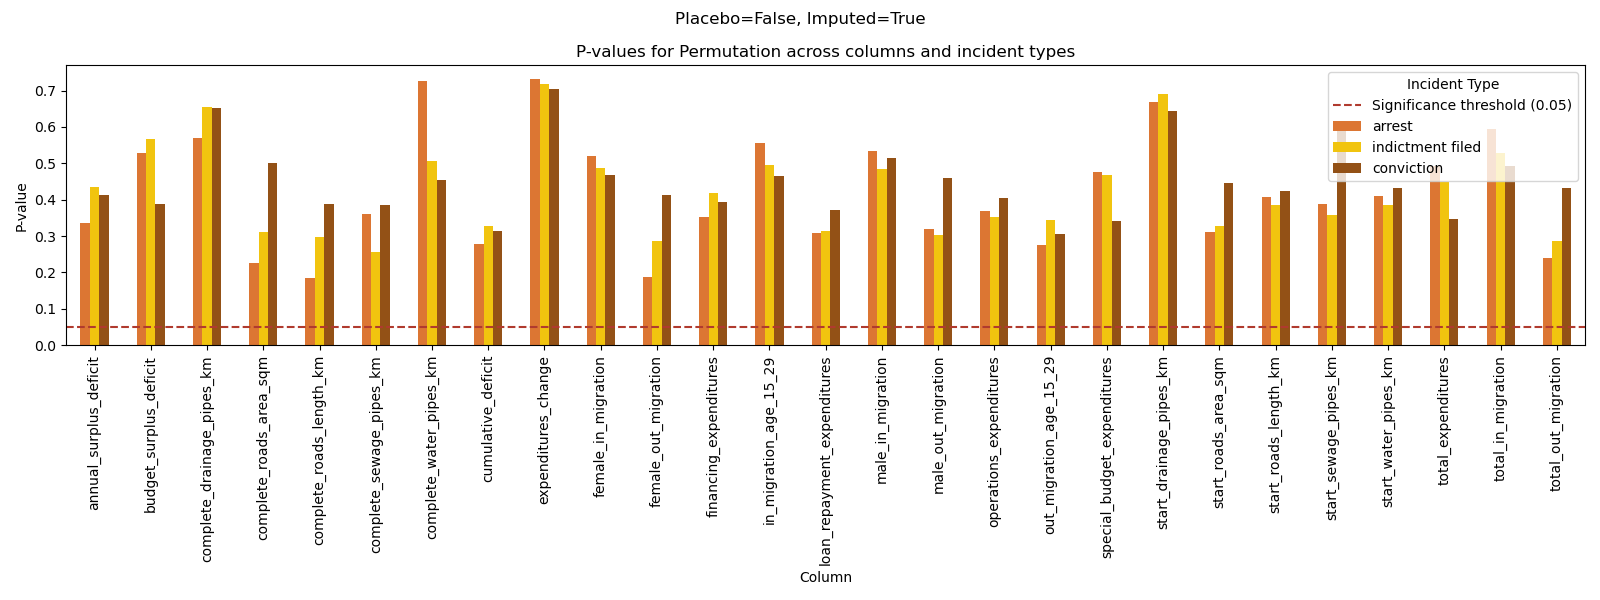 Placebo=False, Imputed=True
P-values for Permutation across columns and incident types
Incident Type
Significance threshold (0.05)
arrest
indictment filed
conviction
P-value
0.7
0.6
0.5
0.4
0.3
0.2
0.1
0.0
annual_surplus_deficit
budget_surplus_deficit
complete_drainage_pipes_km
complete_roads_area_sqm
complete_roads_length_km
complete_sewage_pipes_km
complete_water_pipes_km
cumulative_deficit
expenditures_change
female_in_migration
female_out_migration
financing_expenditures
in_migration_age_15_29
loan_repayment_expenditures
male_in_migration
male_out_migration
operations_expenditures
out_migration_age_15_29
special_budget_expenditures
start_drainage_pipes_km
start_roads_area_sqm
start_roads_length_km
start_sewage_pipes_km
start_water_pipes_km
total_expenditures
total_in_migration
total_out_migration
Column